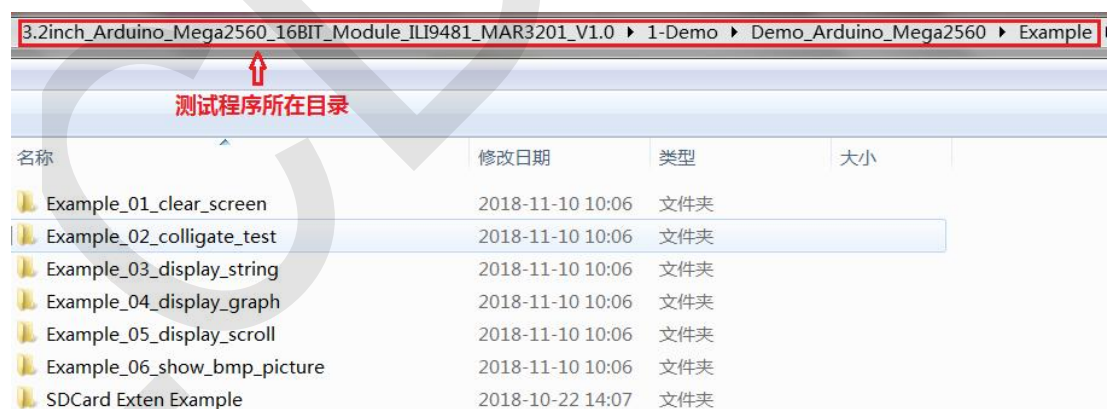 3.2inch_Arduino_Mega2560_16BIT_Module_ILI9481_MAR3201_V1.0 ▸ 1-Demo ▸ Demo_Arduino_Mega2560 ▸ Example
测试程序所在目录
名称 修改日期 类型 大小
Example_01_clear_screen 2018-11-10 10:06 文件夹
Example_02_colligate_test 2018-11-10 10:06 文件夹
Example_03_display_string 2018-11-10 10:06 文件夹
Example_04_display_graph 2018-11-10 10:06 文件夹
Example_05_display_scroll 2018-11-10 10:06 文件夹
Example_06_show_bmp_picture 2018-11-10 10:06 文件夹
SDCard Exten Example 2018-10-22 14:07 文件夹